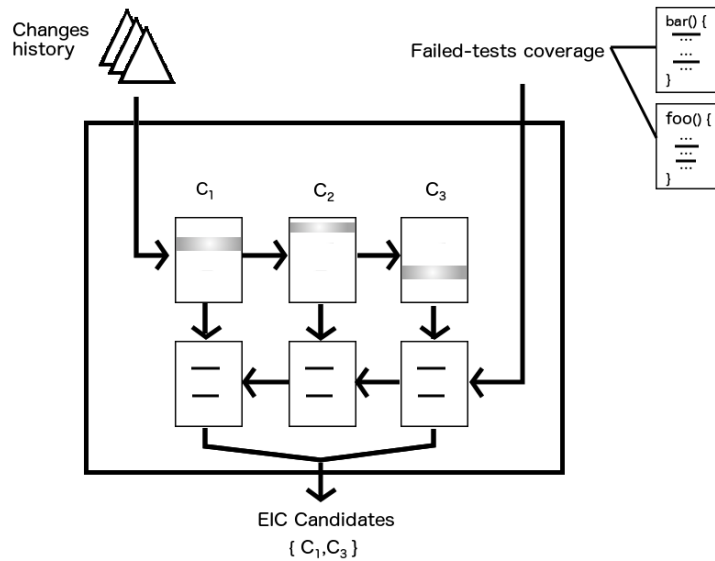 Changes
history
Failed-tests coverage
bar() {
...
...
}
foo() {
...
...
...
}
C₁
C₂
C₃
EIC Candidates
{ C₁,C₃ }